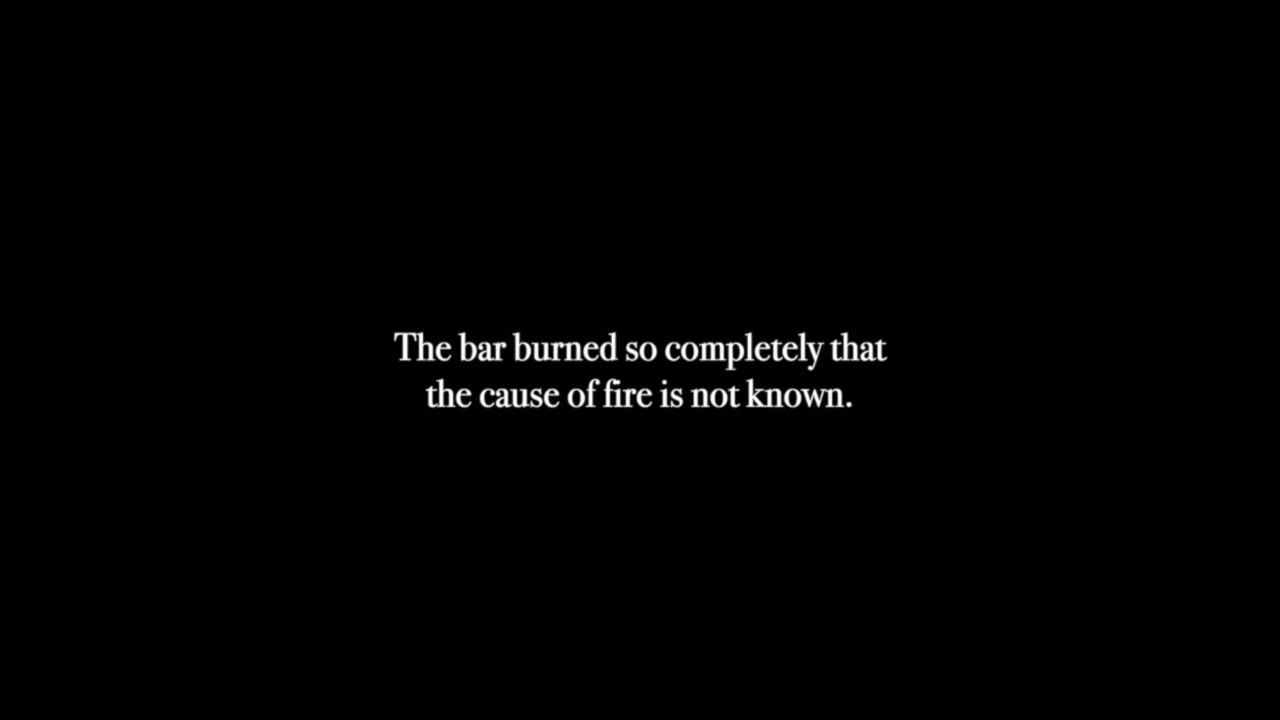 The bar burned so completely that
the cause of fire is not known.